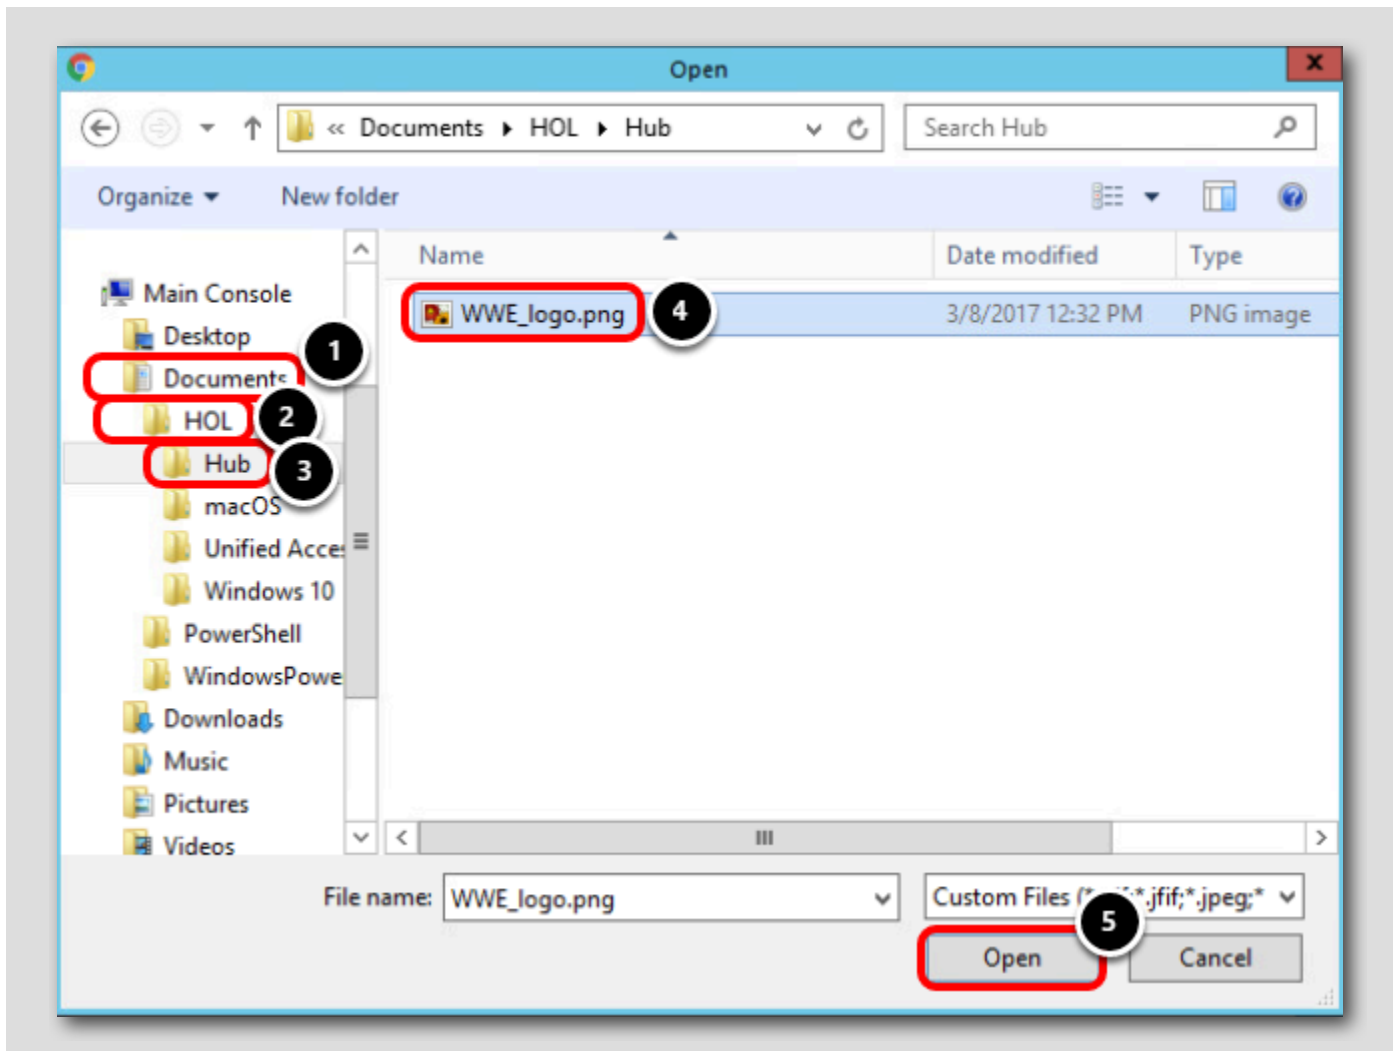 Open
x
« Documents HOL Hub
Search Hub
Organize
New folder
Name
Date modified
Type
Main Console
WWE_logo.png
4
3/8/2017 12:32 PM
PNG image
Desktop
1
Documents
HOL
2
Hub
3
macOS
Unified Acce
Windows 10
PowerShell
WindowsPowe
Downloads
Music
Pictures
Videos
File name:
WWE_logo.png
Custom Files (*. *.jfif;*.jpeg;*
5
Open
Cancel